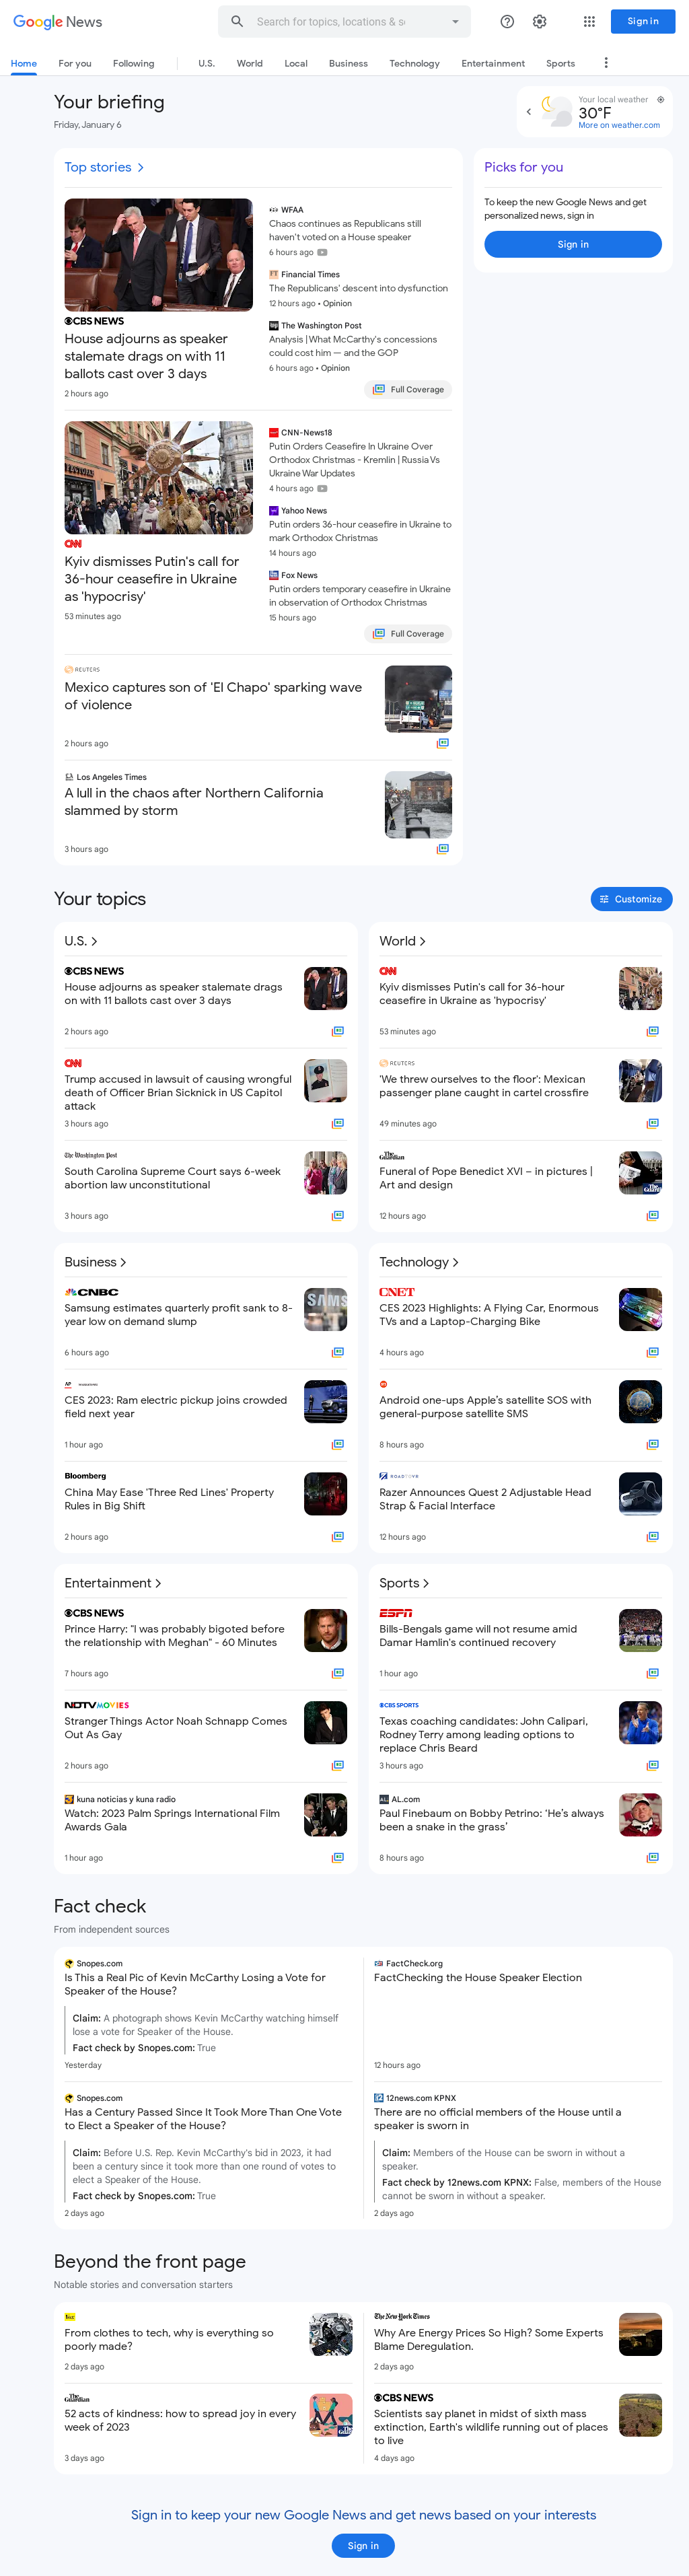 Google News
Search for topics, locations & s
Sign in
Home
For you
Following
U.S.
World
Local
Business
Technology
Entertainment
Sports
Your briefing
Friday, January 6
Your local weather
30°F
More on weather.com
Top stories
CBS NEWS
House adjourns as speaker
stalemate drags on with 11
ballots cast over 3 days
2 hours ago
WFAA
Chaos continues as Republicans still
haven't voted on a House speaker
6 hours ago
Financial Times
The Republicans' descent into dysfunction
12 hours ago • Opinion
The Washington Post
Analysis | What McCarthy's concessions
could cost him — and the GOP
6 hours ago • Opinion
Full Coverage
Picks for you
To keep the new Google News and get
personalized news, sign in
Sign in
CNN
Kyiv dismisses Putin's call for
36-hour ceasefire in Ukraine
as 'hypocrisy'
53 minutes ago
CNN-News18
Putin Orders Ceasefire In Ukraine Over
Orthodox Christmas - Kremlin | Russia Vs
Ukraine War Updates
4 hours ago
Yahoo News
Putin orders 36-hour ceasefire in Ukraine to
mark Orthodox Christmas
14 hours ago
Fox News
Putin orders temporary ceasefire in Ukraine
in observation of Orthodox Christmas
15 hours ago
Full Coverage
REUTERS
Mexico captures son of 'El Chapo' sparking wave
of violence
2 hours ago
Los Angeles Times
A lull in the chaos after Northern California
slammed by storm
3 hours ago
Your topics
Customize
U.S.
CBS NEWS
House adjourns as speaker stalemate drags
on with 11 ballots cast over 3 days
2 hours ago
CNN
Trump accused in lawsuit of causing wrongful
death of Officer Brian Sicknick in US Capitol
attack
3 hours ago
The Washington Post
South Carolina Supreme Court says 6-week
abortion law unconstitutional
3 hours ago
World
CNN
Kyiv dismisses Putin's call for 36-hour
ceasefire in Ukraine as 'hypocrisy'
53 minutes ago
REUTERS
'We threw ourselves to the floor': Mexican
passenger plane caught in cartel crossfire
49 minutes ago
The Guardian
Funeral of Pope Benedict XVI – in pictures |
Art and design
12 hours ago
Business
CNBC
Samsung estimates quarterly profit sank to 8-
year low on demand slump
6 hours ago
AP
CES 2023: Ram electric pickup joins crowded
field next year
1 hour ago
Bloomberg
China May Ease 'Three Red Lines' Property
Rules in Big Shift
2 hours ago
Technology
CNET
CES 2023 Highlights: A Flying Car, Enormous
TVs and a Laptop-Charging Bike
4 hours ago
Android one-ups Apple’s satellite SOS with
general-purpose satellite SMS
8 hours ago
ROADTOVR
Razer Announces Quest 2 Adjustable Head
Strap & Facial Interface
12 hours ago
Entertainment
CBS NEWS
Prince Harry: "I was probably bigoted before
the relationship with Meghan" - 60 Minutes
7 hours ago
NDTV MOVIES
Stranger Things Actor Noah Schnapp Comes
Out As Gay
2 hours ago
kuna noticias y kuna radio
Watch: 2023 Palm Springs International Film
Awards Gala
1 hour ago
Sports
ESPN
Bills-Bengals game will not resume amid
Damar Hamlin's continued recovery
1 hour ago
CBS SPORTS
Texas coaching candidates: John Calipari,
Rodney Terry among leading options to
replace Chris Beard
3 hours ago
AL.com
Paul Finebaum on Bobby Petrino: ‘He’s always
been a snake in the grass’
8 hours ago
Fact check
From independent sources
Snopes.com
Is This a Real Pic of Kevin McCarthy Losing a Vote for
Speaker of the House?
Claim: A photograph shows Kevin McCarthy watching himself
lose a vote for Speaker of the House.
Fact check by Snopes.com: True
Yesterday
FactCheck.org
FactChecking the House Speaker Election
12 hours ago
Snopes.com
Has a Century Passed Since It Took More Than One Vote
to Elect a Speaker of the House?
Claim: Before U.S. Rep. Kevin McCarthy's bid in 2023, it had
been a century since it took more than one round of votes to
elect a Speaker of the House.
Fact check by Snopes.com: True
2 days ago
12news.com KPNX
There are no official members of the House until a
speaker is sworn in
Claim: Members of the House can be sworn in without a
speaker.
Fact check by 12news.com KPNX: False, members of the House
cannot be sworn in without a speaker.
2 days ago
Beyond the front page
Notable stories and conversation starters
Vox
From clothes to tech, why is everything so
poorly made?
2 days ago
The New York Times
Why Are Energy Prices So High? Some Experts
Blame Deregulation.
2 days ago
The Guardian
52 acts of kindness: how to spread joy in every
week of 2023
3 days ago
CBS NEWS
Scientists say planet in midst of sixth mass
extinction, Earth's wildlife running out of places
to live
4 days ago
Sign in to keep your new Google News and get news based on your interests
Sign in